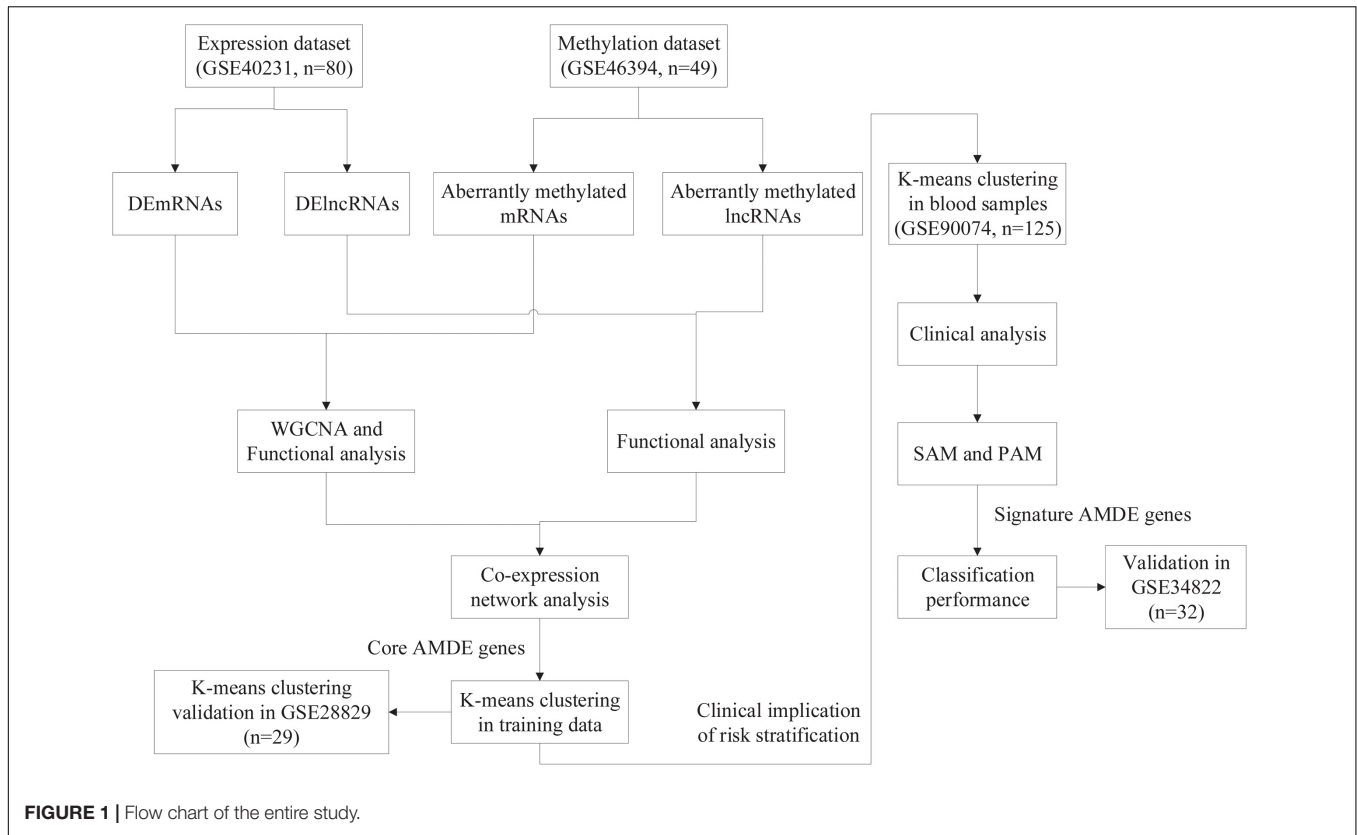 Expression dataset
(GSE40231, n=80)
Methylation dataset
(GSE46394, n=49)
DEmRNAs
DElncRNAs
Aberrantly methylated
mRNAs
Aberrantly methylated
lncRNAs
WGCNA and
Functional analysis
Functional analysis
Co-expression
network analysis
Core AMDE genes
K-means clustering
validation in GSE28829
(n=29)
K-means clustering
in training data
Clinical implication
of risk stratification
K-means clustering
in blood samples
(GSE90074, n=125)
Clinical analysis
SAM and PAM
Signature AMDE genes
Classification
performance
Validation in
GSE34822
(n=32)
FIGURE 1 | Flow chart of the entire study.